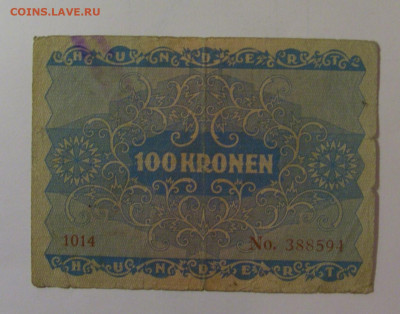 COINS.LAVE.RU
HUNDERT
100 KRONEN
1014 No. 388594
HUNDERT